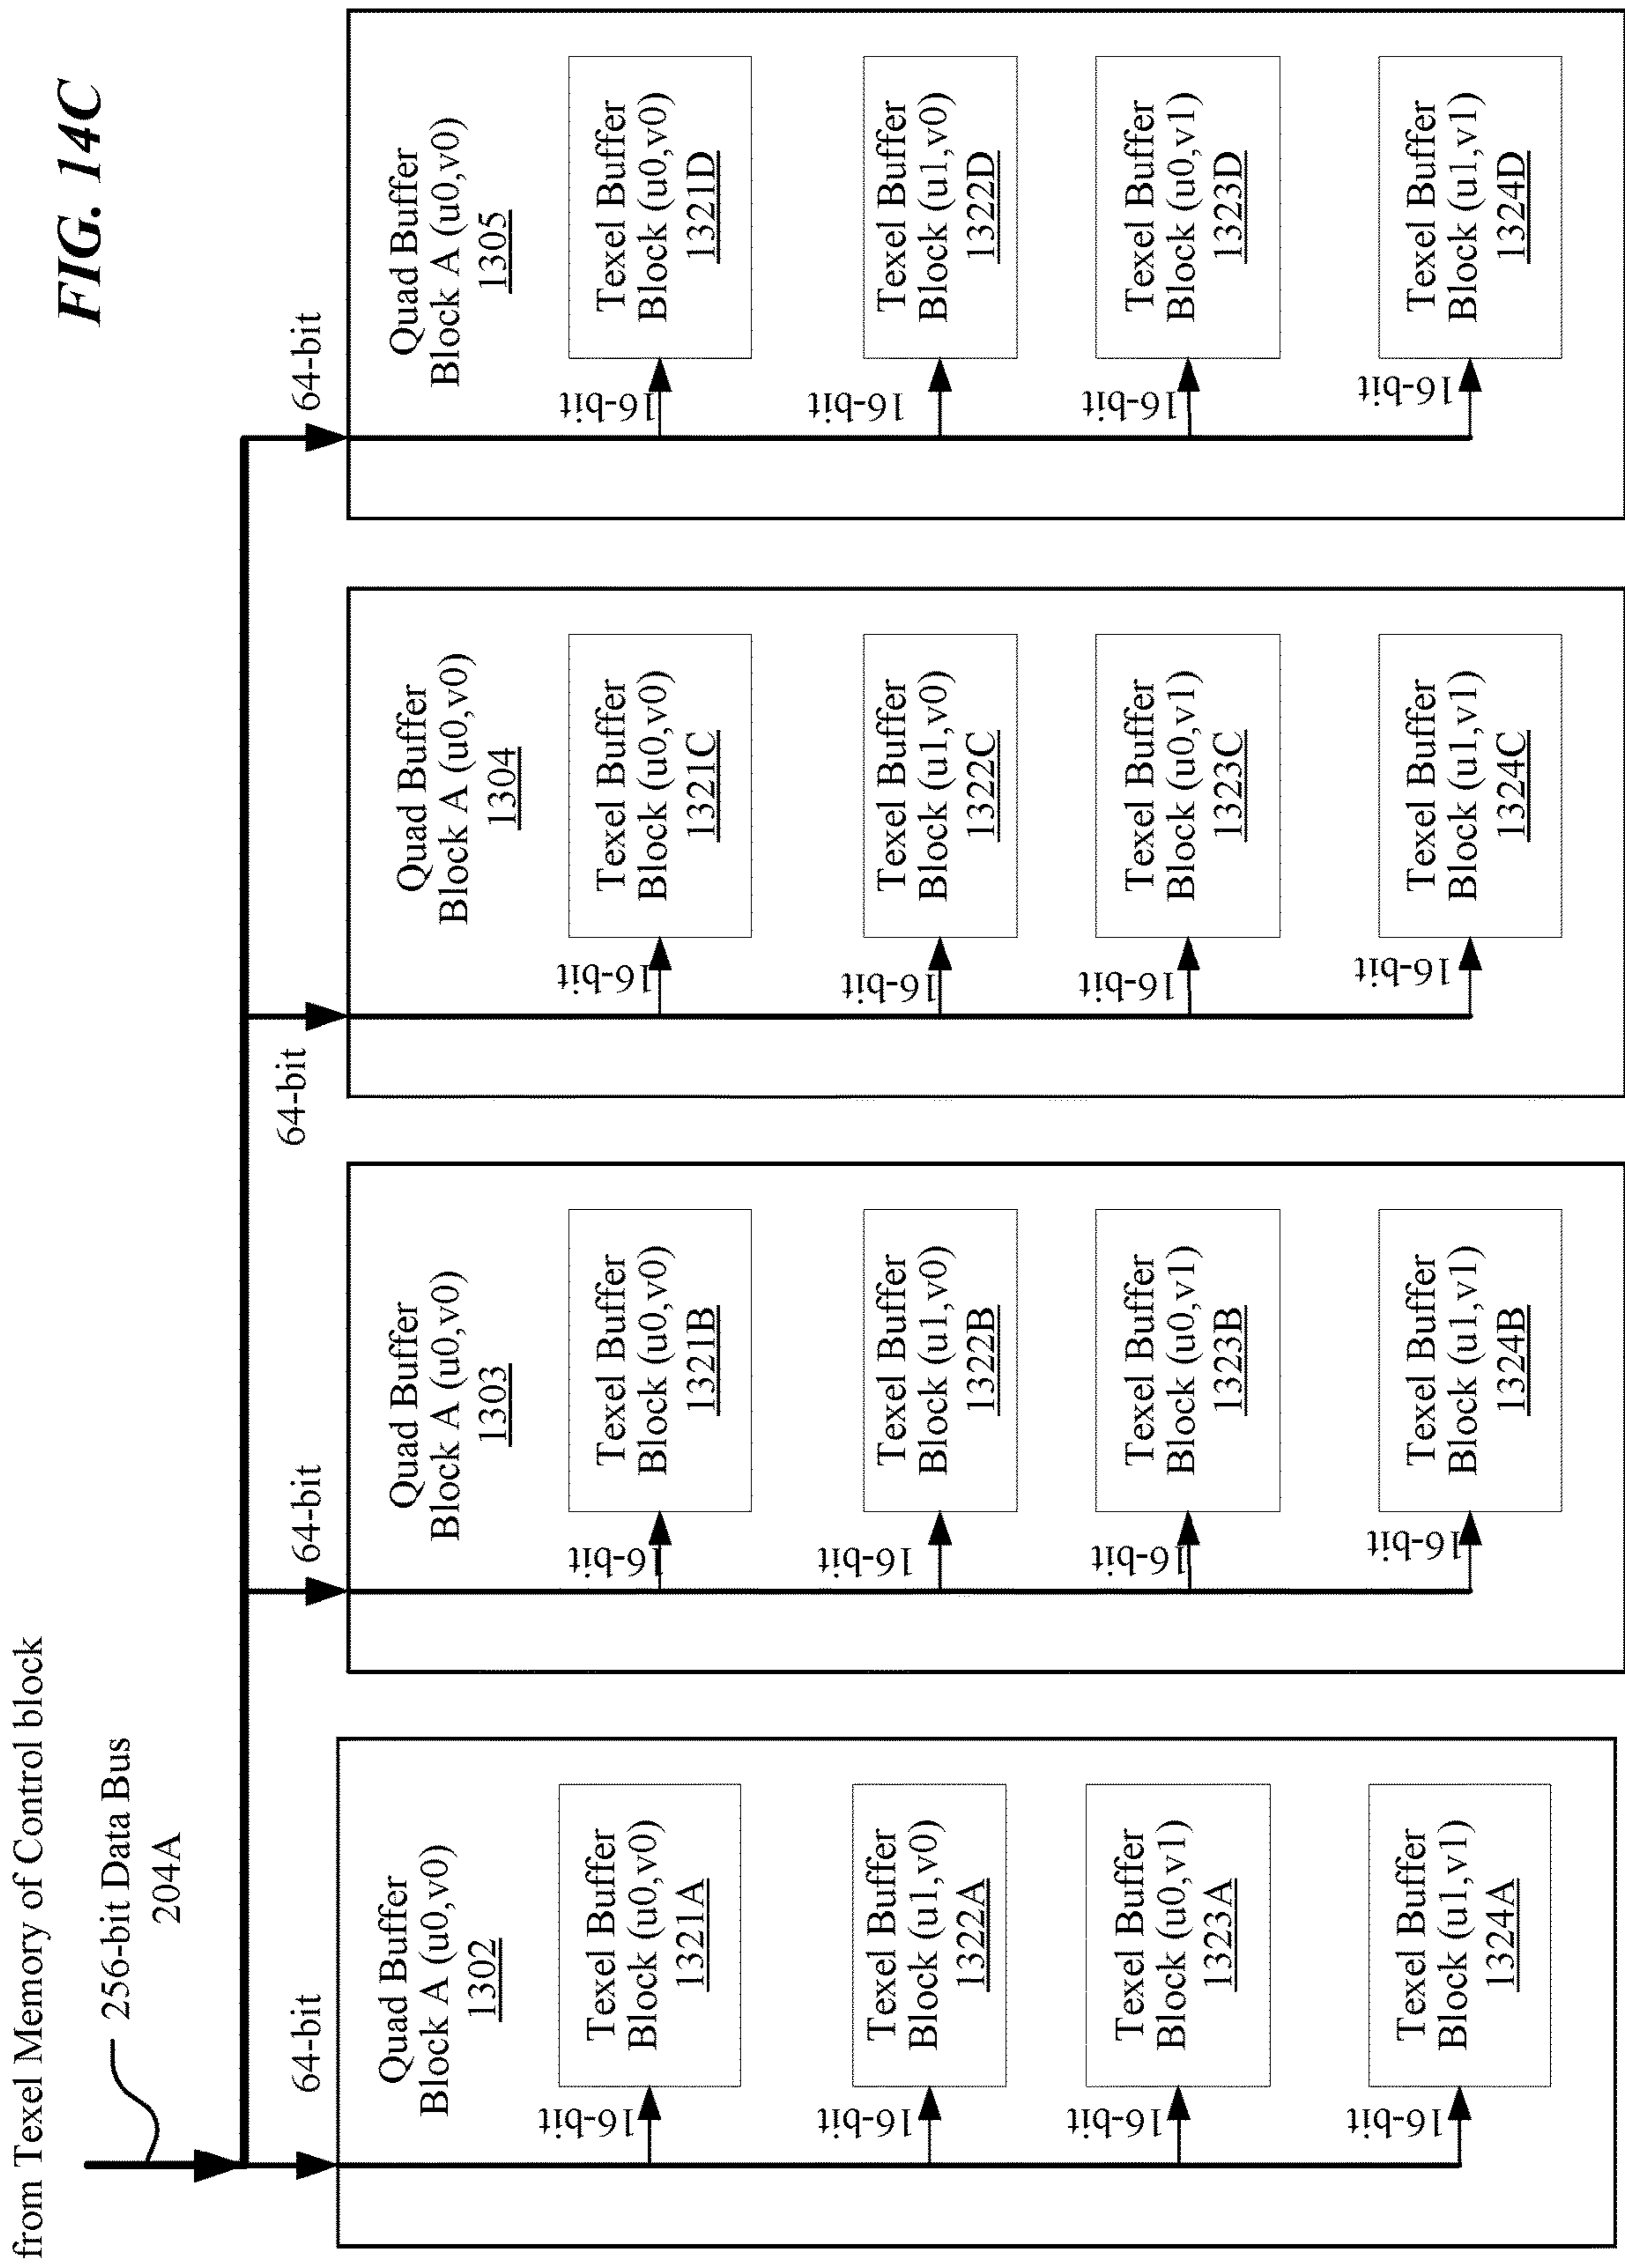 from Texel Memory of Control block
FIG. 14C
256-bit Data Bus
204A
64-bit
Quad Buffer
Block A (u0,v0)
1302
16-bit
Texel Buffer
Block (u0,v0)
1321A
16-bit
Texel Buffer
Block (u1,v0)
1322A
16-bit
Texel Buffer
Block (u0,v1)
1323A
16-bit
Texel Buffer
Block (u1,v1)
1324A
64-bit
Quad Buffer
Block A (u0,v0)
1303
16-bit
Texel Buffer
Block (u0,v0)
1321B
16-bit
Texel Buffer
Block (u1,v0)
1322B
16-bit
Texel Buffer
Block (u0,v1)
1323B
16-bit
Texel Buffer
Block (u1,v1)
1324B
64-bit
Quad Buffer
Block A (u0,v0)
1304
16-bit
Texel Buffer
Block (u0,v0)
1321C
16-bit
Texel Buffer
Block (u1,v0)
1322C
16-bit
Texel Buffer
Block (u0,v1)
1323C
16-bit
Texel Buffer
Block (u1,v1)
1324C
64-bit
Quad Buffer
Block A (u0,v0)
1305
16-bit
Texel Buffer
Block (u0,v0)
1321D
16-bit
Texel Buffer
Block (u1,v0)
1322D
16-bit
Texel Buffer
Block (u0,v1)
1323D
16-bit
Texel Buffer
Block (u1,v1)
1324D